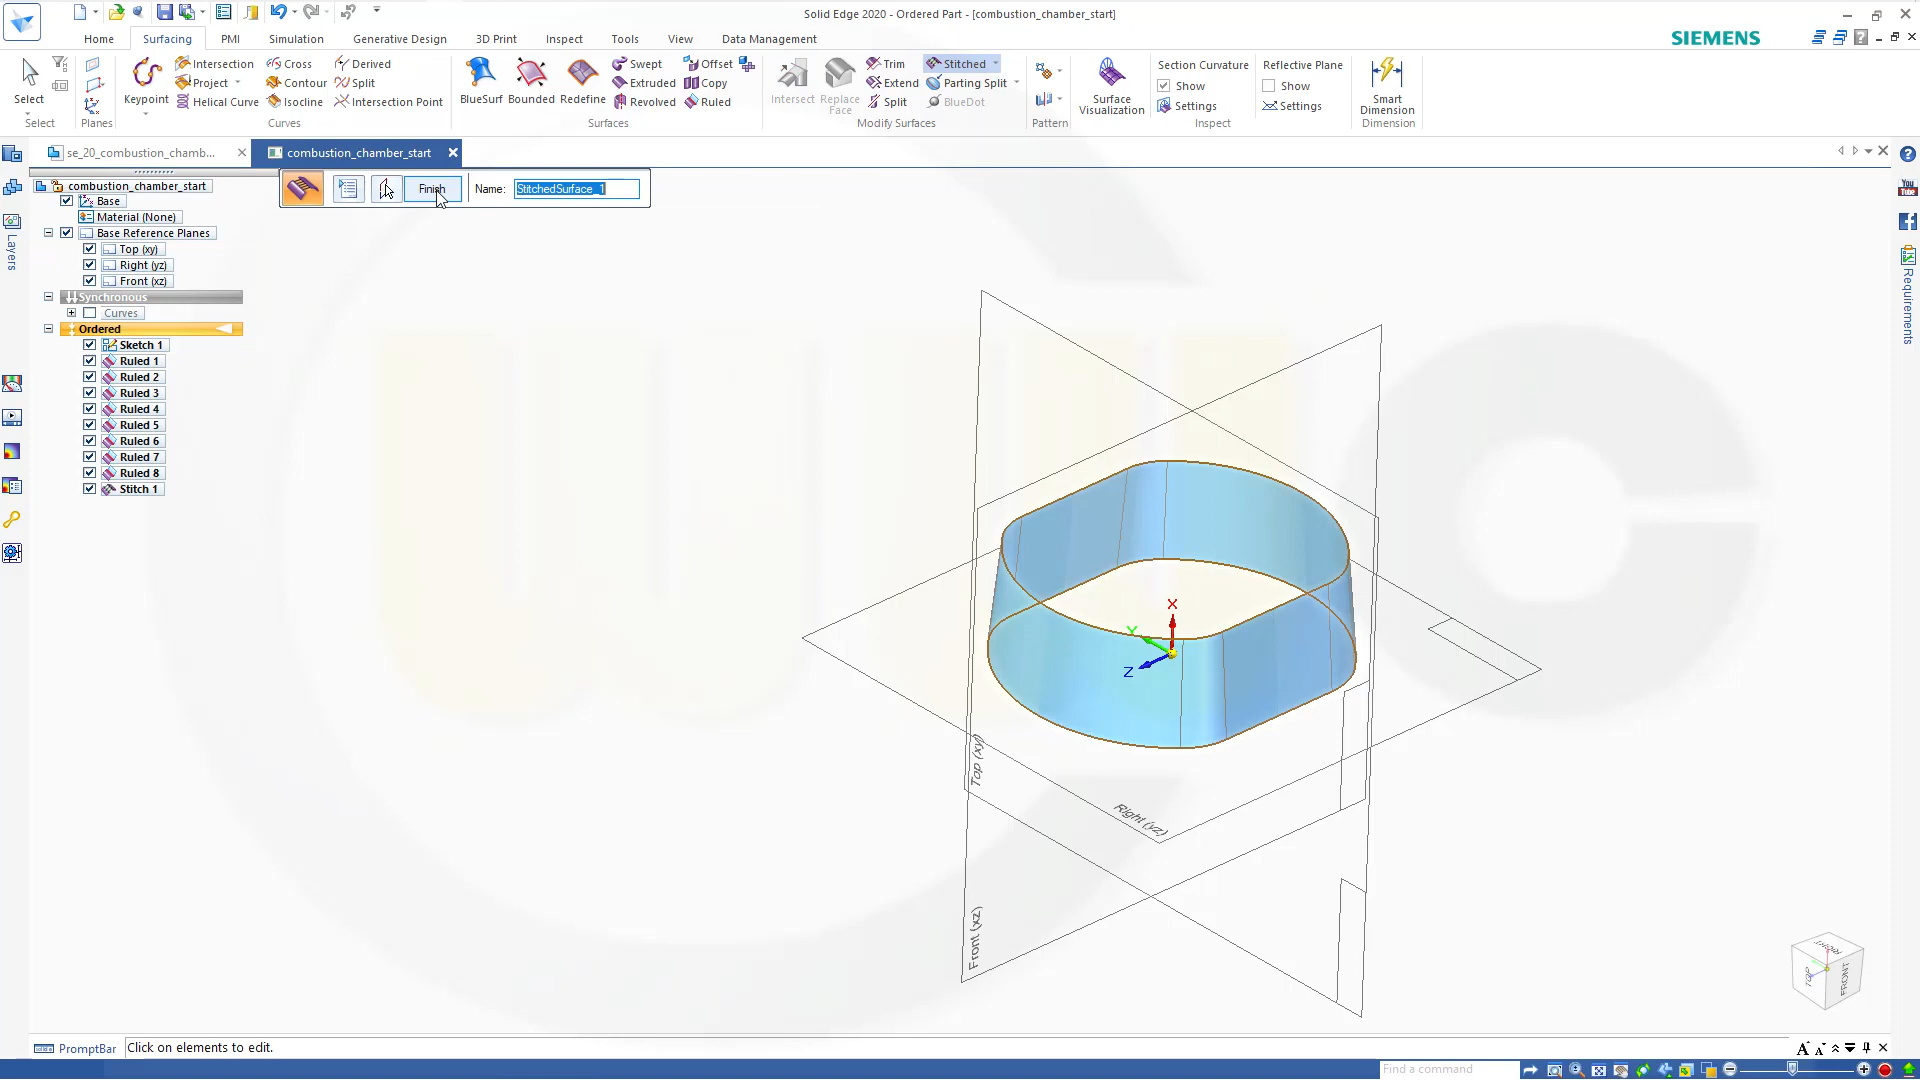 Solid Edge 2020 - Ordered Part - [combustion_chamber_start]
Home
Surfacing
PMI
Simulation
Generative Design
3D Print
Inspect
Tools
View
Data Management
SIEMENS
Select
Select
Planes
Keypoint
Intersection
Project
Helical Curve
Cross
Contour
Isocline
Derived
Split
Intersection Point
Curves
BlueSurf
Bounded
Redefine
Swept
Extruded
Revolved
Offset
Copy
Ruled
Surfaces
Intersect
Replace
Face
Trim
Extend
Split
Stitched
Parting Split
BlueDot
Modify Surfaces
Pattern
Surface
Visualization
Section Curvature
Show
Settings
Inspect
Reflective Plane
Show
Settings
Smart
Dimension
Dimension
se_20_combustion_chamb...
combustion_chamber_start
Finish
Name:
StitchedSurface_1
combustion_chamber_start
Base
Material (None)
Base Reference Planes
Top (xy)
Right (yz)
Front (xz)
Synchronous
Curves
Ordered
Sketch 1
Ruled 1
Ruled 2
Ruled 3
Ruled 4
Ruled 5
Ruled 6
Ruled 7
Ruled 8
Stitch 1
Layers
You
Tube
Requirements
X
Y
Z
Top (xy)
Right (yz)
Front (xz)
RIGHT
TOP
FRONT
PromptBar
Click on elements to edit.
Find a command